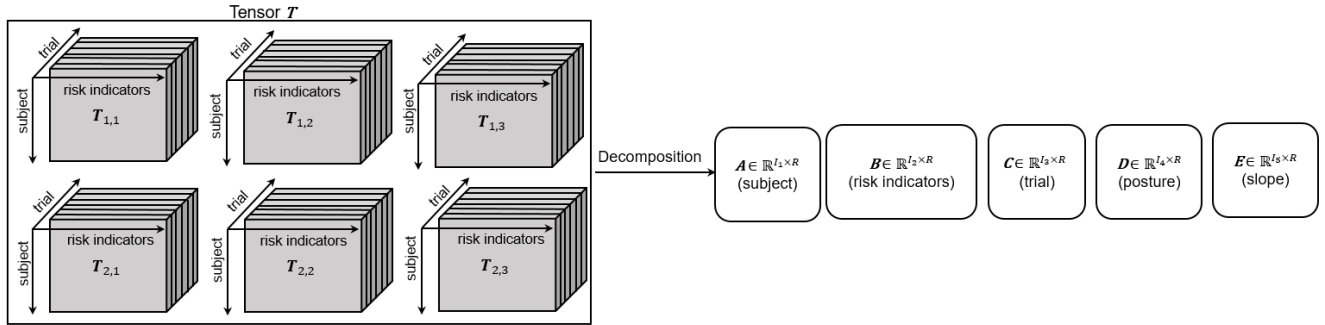 Tensor T
trial
subject
risk indicators
T1,1
trial
subject
risk indicators
T1,2
trial
subject
risk indicators
T1,3
trial
subject
risk indicators
T2,1
trial
subject
risk indicators
T2,2
trial
subject
risk indicators
T2,3
Decomposition
A ∈ ℝ^{I₁×R}
(subject)
B ∈ ℝ^{I₂×R}
(risk indicators)
C ∈ ℝ^{I₃×R}
(trial)
D ∈ ℝ^{I₄×R}
(posture)
E ∈ ℝ^{I₅×R}
(slope)